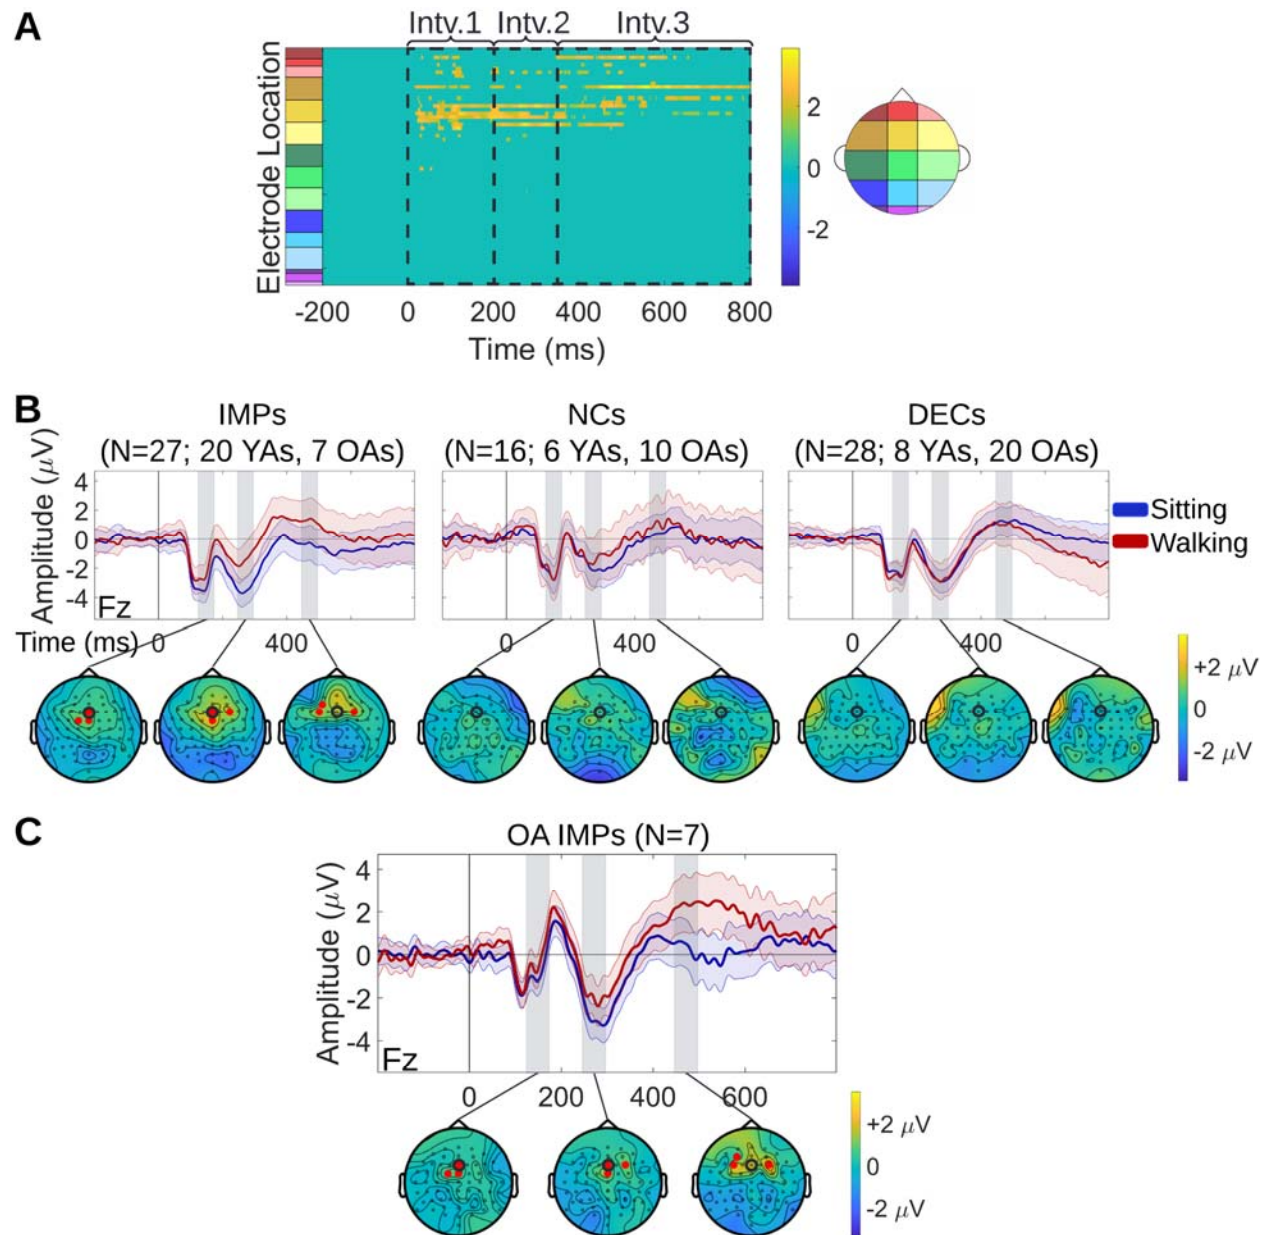 A
Intv.1 Intv.2 Intv.3
Electrode Location
2
0
-2
-200 0 200 400 600 800
Time (ms)
B
IMPs
(N=27; 20 YAs, 7 OAs)
NCs
(N=16; 6 YAs, 10 OAs)
DECs
(N=28; 8 YAs, 20 OAs)
Amplitude (μV)
4
2
0
-2
-4
Fz
Sitting
Walking
Time (ms) 0 400 0 400 0 400
+2 μV
0
-2 μV
C
OA IMPs (N=7)
Amplitude (μV)
4
2
0
-2
-4
Fz
0 200 400 600
+2 μV
0
-2 μV